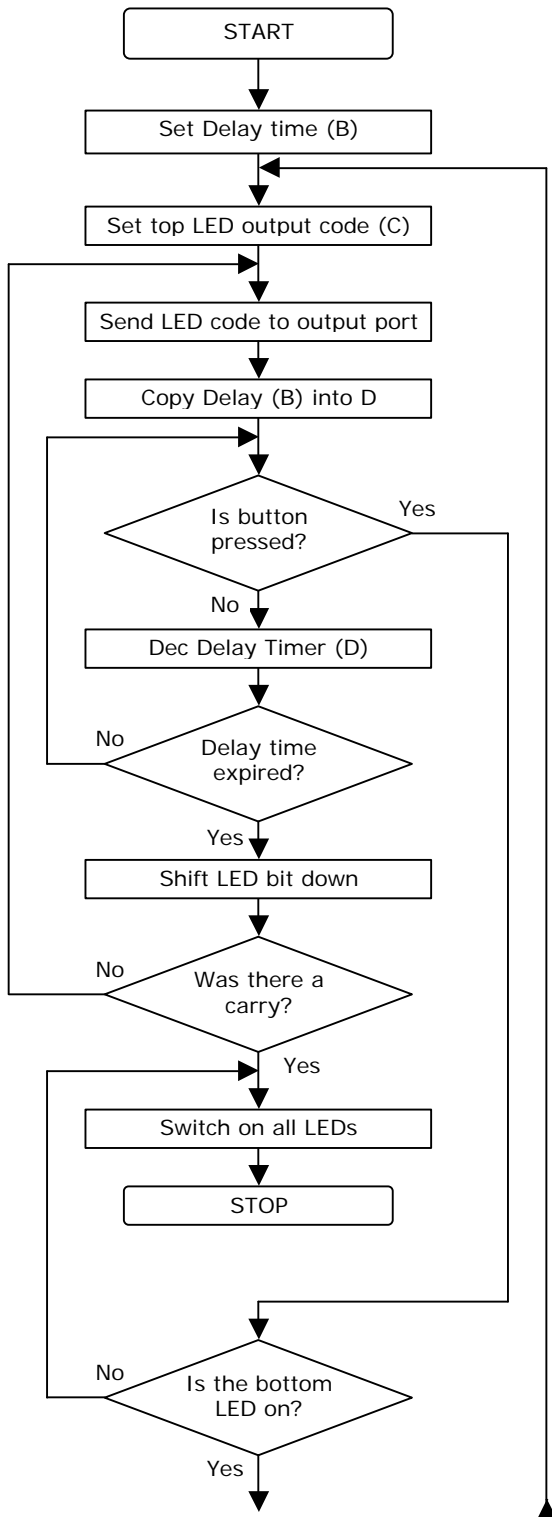 START
Set Delay time (B)
Set top LED output code (C)
Send LED code to output port
Copy Delay (B) into D
Is button
pressed?
Yes
No
Dec Delay Timer (D)
No
Delay time
expired?
Yes
Shift LED bit down
No
Was there a
carry?
Yes
Switch on all LEDs
STOP
No
Is the bottom
LED on?
Yes